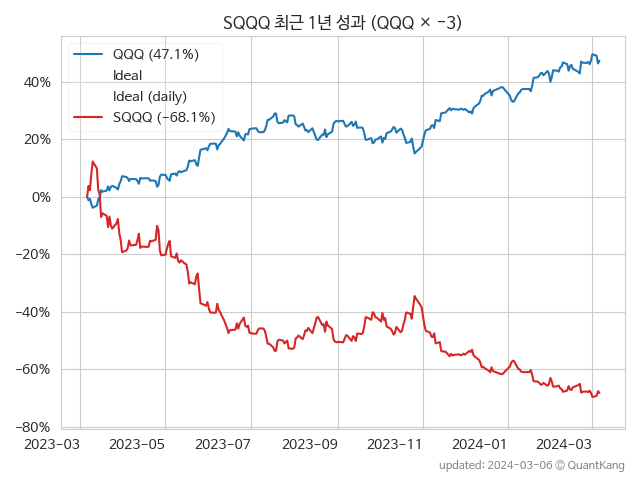 SQQQ 최근 1년 성과 (QQQ × −3)
QQQ (47.1%)
Ideal
Ideal (daily)
SQQQ (−68.1%)
40%
20%
0%
−20%
−40%
−60%
−80%
2023−03 2023−05 2023−07 2023−09 2023−11 2024−01 2024−03
updated: 2024−03−06 © QuantKang